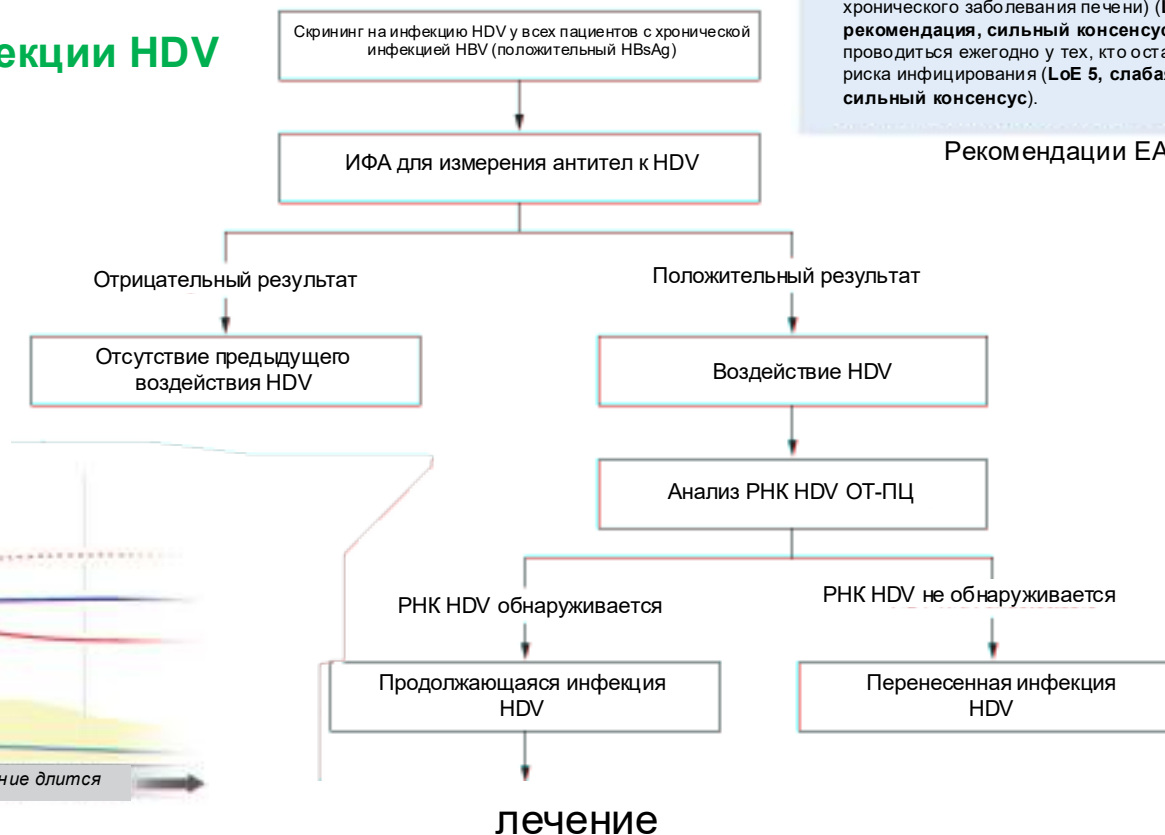 екции HDV
Скрининг на инфекцию HDV у всех пациентов с хронической
инфекцией HBV (положительный HBsAg)
хронического заболевания печени) (
рекомендация, сильный консенсус
проводиться ежегодно у тех, кто оста
риска инфицирования (LoE 5, слабая
сильный консенсус).
Рекомендации EA
ИФА для измерения антител к HDV
Отрицательный результат
Положительный результат
Отсутствие предыдущего
воздействия HDV
Воздействие HDV
Анализ РНК HDV ОТ-ПЦ
РНК HDV обнаруживается
РНК HDV не обнаруживается
Продолжающаяся инфекция
HDV
Перенесенная инфекция
HDV
ние длится
лечение